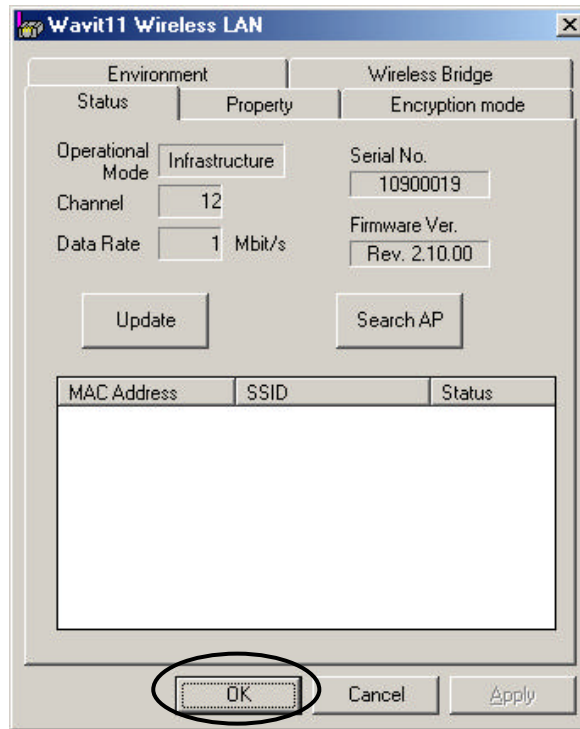 Wavit11 Wireless LAN
Environment
Wireless Bridge
Status
Property
Encryption mode
Operational
Mode
Infrastructure
Channel
12
Data Rate
1 Mbit/s
Serial No.
10900019
Firmware Ver.
Rev. 2.10.00
Update
Search AP
MAC Address
SSID
Status
OK
Cancel
Apply